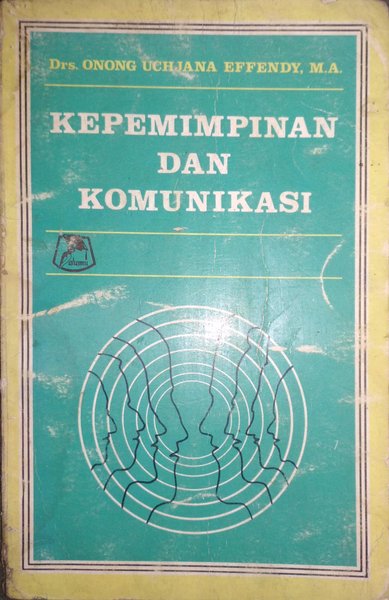 Drs. ONONG UCHJANA EFFENDY, M.A.
KEPEMIMPINAN
DAN
KOMUNIKASI